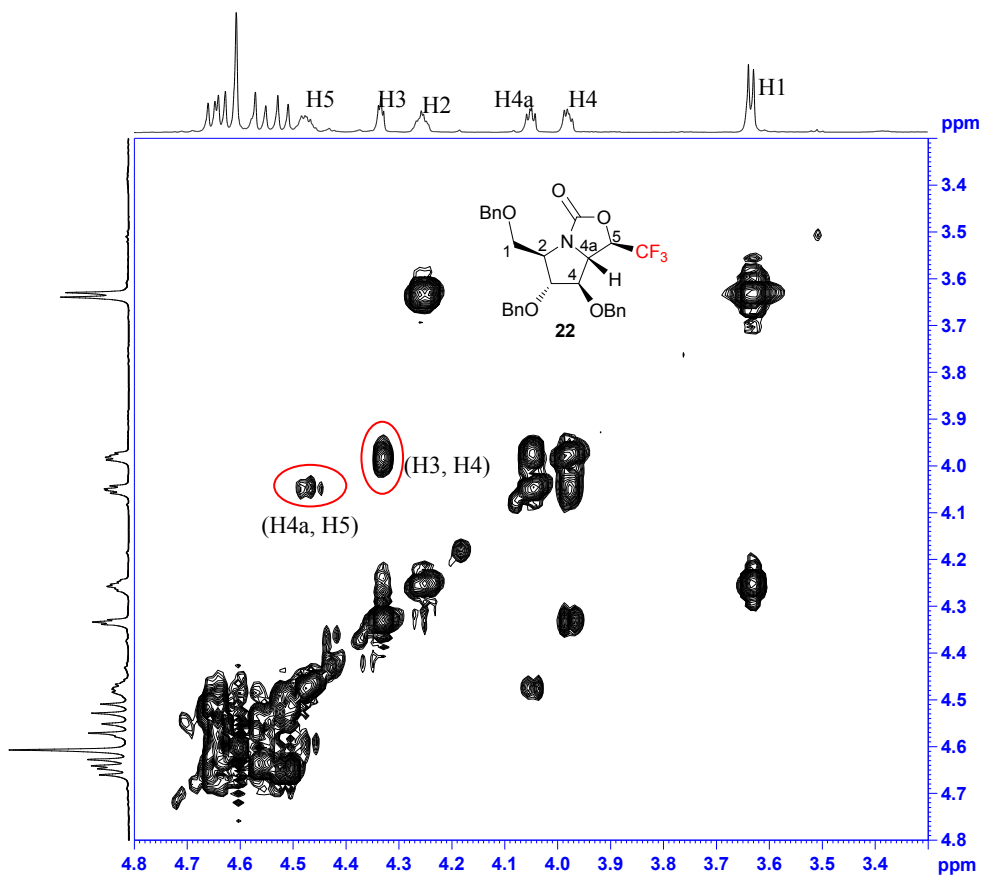 H5 H3 H2 H4a H4 H1
ppm
3.4
3.5
3.6
3.7
3.8
3.9
4.0
4.1
4.2
4.3
4.4
4.5
4.6
4.7
4.8
O
BnO O
N 5
1 2 4a CF3
4 H
BnO OBn
22
(H3, H4)
(H4a, H5)
4.8 4.7 4.6 4.5 4.4 4.3 4.2 4.1 4.0 3.9 3.8 3.7 3.6 3.5 3.4 ppm